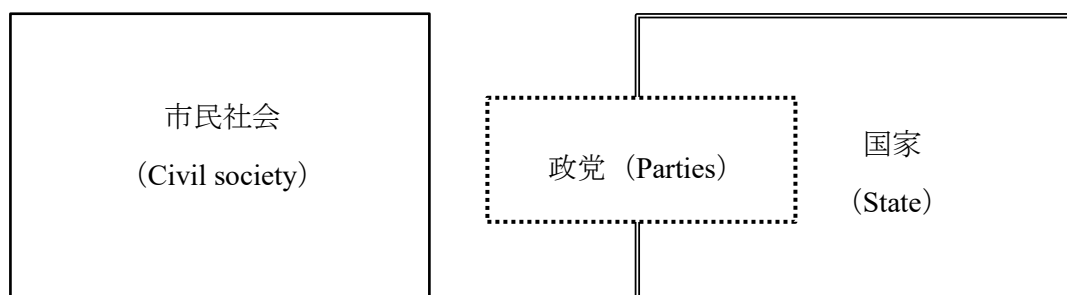 市民社会
（Civil society）
政党（Parties）
国家
（State）